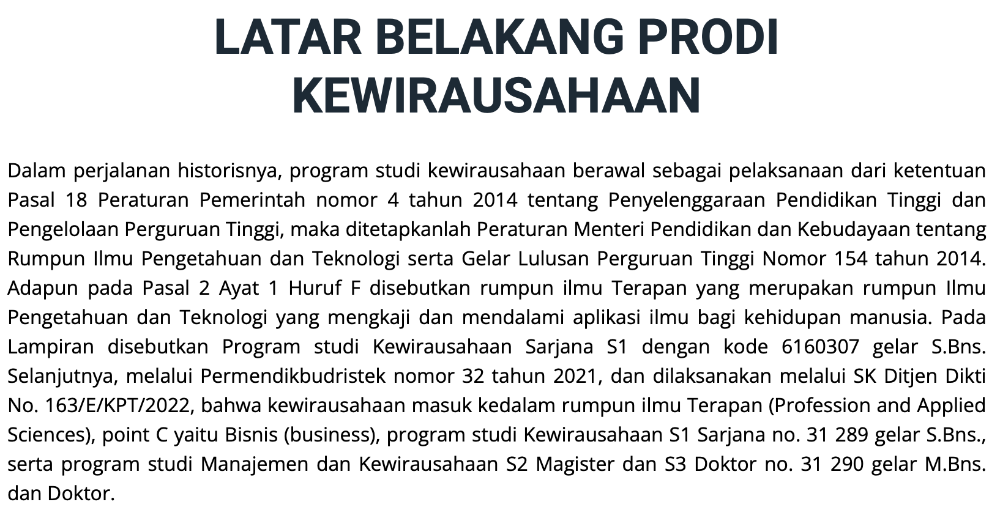 LATAR BELAKANG PRODI
KEWIRAUSAHAAN
Dalam perjalanan historisnya, program studi kewirausahaan berawal sebagai pelaksanaan dari ketentuan
Pasal 18 Peraturan Pemerintah nomor 4 tahun 2014 tentang Penyelenggaraan Pendidikan Tinggi dan
Pengelolaan Perguruan Tinggi, maka ditetapkanlah Peraturan Menteri Pendidikan dan Kebudayaan tentang
Rumpun Ilmu Pengetahuan dan Teknologi serta Gelar Lulusan Perguruan Tinggi Nomor 154 tahun 2014.
Adapun pada Pasal 2 Ayat 1 Huruf F disebutkan rumpun ilmu Terapan yang merupakan rumpun Ilmu
Pengetahuan dan Teknologi yang mengkaji dan mendalami aplikasi ilmu bagi kehidupan manusia. Pada
Lampiran disebutkan Program studi Kewirausahaan Sarjana S1 dengan kode 6160307 gelar S.Bns.
Selanjutnya, melalui Permendikbudristek nomor 32 tahun 2021, dan dilaksanakan melalui SK Ditjen Dikti
No. 163/E/KPT/2022, bahwa kewirausahaan masuk kedalam rumpun ilmu Terapan (Profession and Applied
Sciences), point C yaitu Bisnis (business), program studi Kewirausahaan S1 Sarjana no. 31 289 gelar S.Bns.,
serta program studi Manajemen dan Kewirausahaan S2 Magister dan S3 Doktor no. 31 290 gelar M.Bns.
dan Doktor.